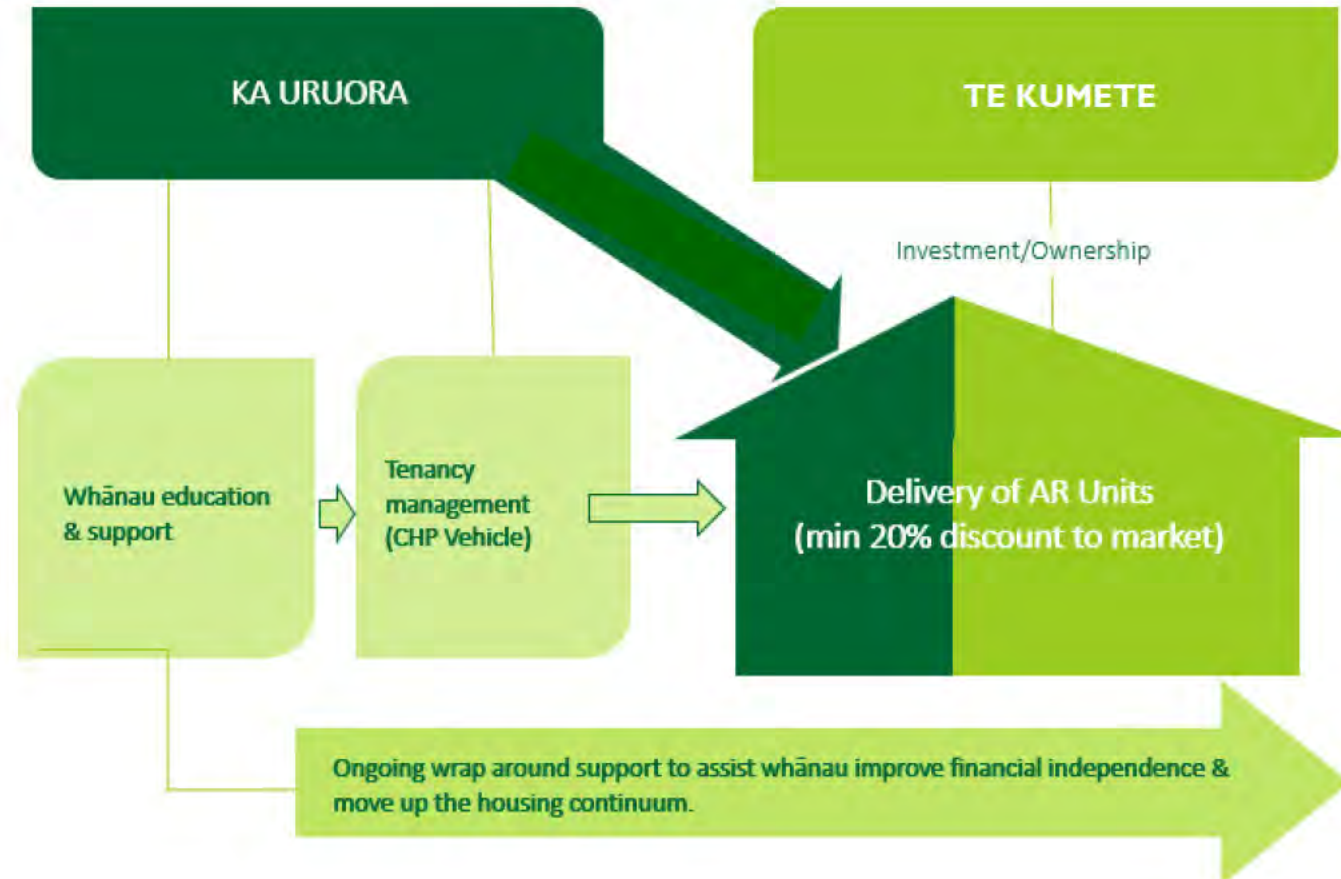 KA URUORA
TE KUMETE
Investment/Ownership
Whānau education
& support
Tenancy
management
(CHP Vehicle)
Delivery of AR Units
(min 20% discount to market)
Ongoing wrap around support to assist whānau improve financial independence &
move up the housing continuum.